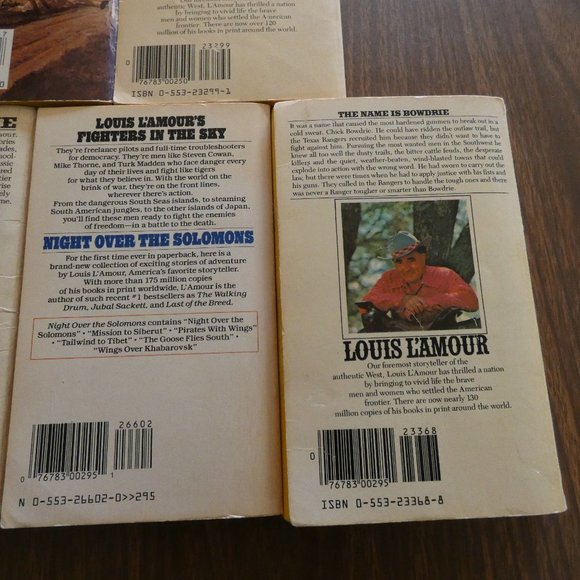 authentic West, Louis L'Amour has thrilled a nation
by bringing to vivid life the brave
men and women who settled the American
frontier. There are now over 120
million of his books in print around the world.
23299
0
76783 00250
ISBN 0-553-23299-1
LOUIS L'AMOUR'S
FIGHTERS IN THE SKY
They're freelance pilots and full-time troubleshooters
for democracy. They're men like Steven Cowan,
Mike Thorne, and Turk Madden who face danger every
day of their lives and fight like tigers
for what they believe in. With the world on the
brink of war, they're on the front lines,
wherever there's action.
From the dangerous South Seas islands, to steaming
South American jungles, to the other islands of Japan,
you'll find these men ready to fight the enemies
of freedom—in a battle to the death.
NIGHT OVER THE SOLOMONS
For the first time ever in paperback, here is a
brand-new collection of exciting stories of adventure
by Louis L'Amour, America's favorite storyteller.
With more than 175 million copies
of his books in print worldwide, L'Amour is the
author of such recent #1 bestsellers as The Walking
Drum, Jubal Sackett, and Last of the Breed.
Night Over the Solomons contains "Night Over the
Solomons" • "Mission to Siberut" • "Pirates With Wings"
• "Tailwind to Tibet" • "The Goose Flies South" •
"Wings Over Khabarovsk"
26602
0
76783 00295
1
N 0-553-26602-0>>295
THE NAME IS BOWDRIE
It was a name that caused the most hardened gunmen to break out in a
cold sweat. Chick Bowdrie. He could have ridden the outlaw trail, but
the Texas Rangers recruited him because they didn't want to have to
fight against him. Pursuing the most wanted men in the Southwest he
knew all too well the dusty trails, the bitter cattle feuds, the desperate
killers and the quiet, weather-beaten, wind-blasted towns that could
explode into action with the wrong word. He had sworn to carry out the
law, but there were times when he had to apply justice with his fists and
his guns. They called in the Rangers to handle the tough ones and there
was never a Ranger tougher or smarter than Bowdrie.
LOUIS L'AMOUR
Our foremost storyteller of the
authentic West, Louis L'Amour has thrilled a nation
by bringing to vivid life the brave
men and women who settled the American
frontier. There are now nearly 130
million copies of his books in print around the world.
23368
0
76783 00295
ISBN 0-553-23368-8